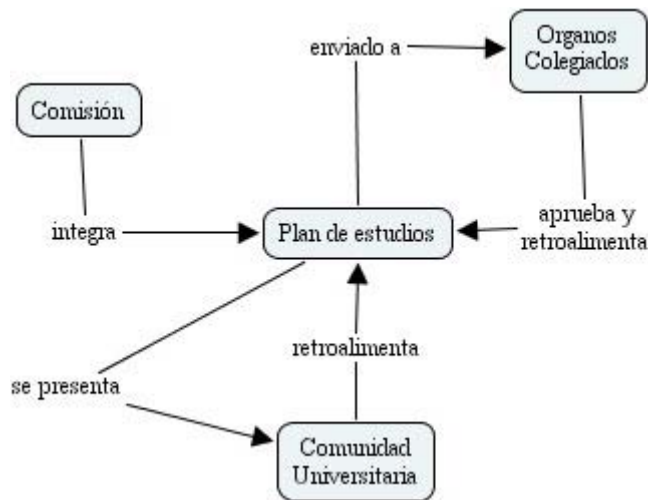 enviado a
Organos
Colegiados
Comisión
integra
Plan de estudios
aprueba y
retroalimenta
retroalimenta
se presenta
Comunidad
Universitaria